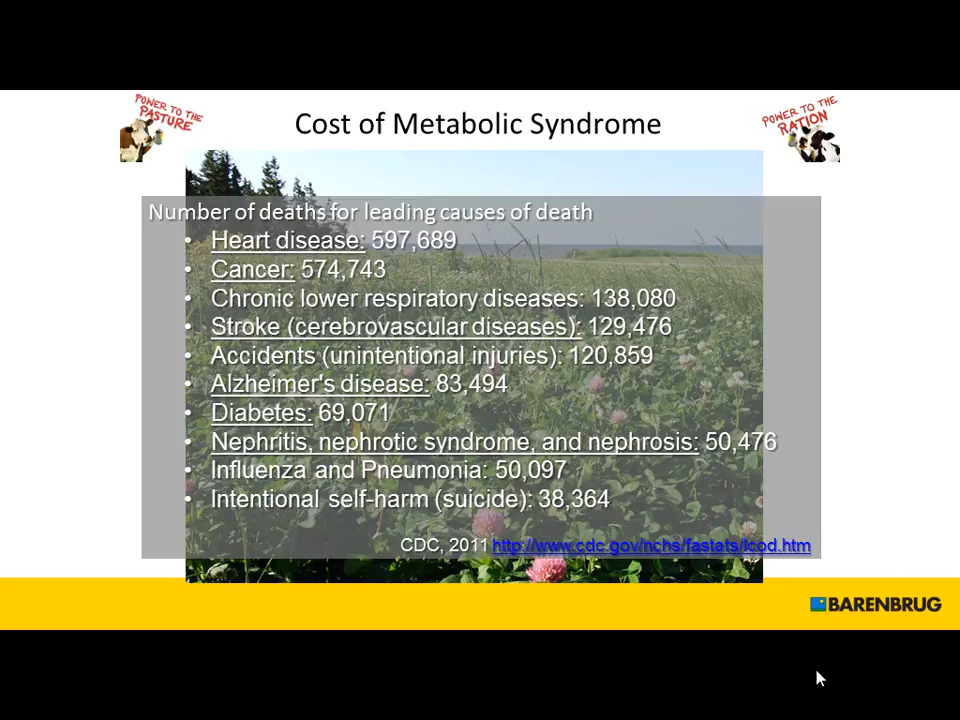 POWER TO THE
PASTURE
Cost of Metabolic Syndrome
POWER TO THE
RATION
Number of deaths for leading causes of death
• Heart disease: 597,689
• Cancer: 574,743
• Chronic lower respiratory diseases: 138,080
• Stroke (cerebrovascular diseases): 129,476
• Accidents (unintentional injuries): 120,859
• Alzheimer's disease: 83,494
• Diabetes: 69,071
• Nephritis, nephrotic syndrome, and nephrosis: 50,476
• Influenza and Pneumonia: 50,097
• Intentional self-harm (suicide): 38,364
CDC, 2011 http://www.cdc.gov/nchs/fastats/lcod.htm
BARENBRUG